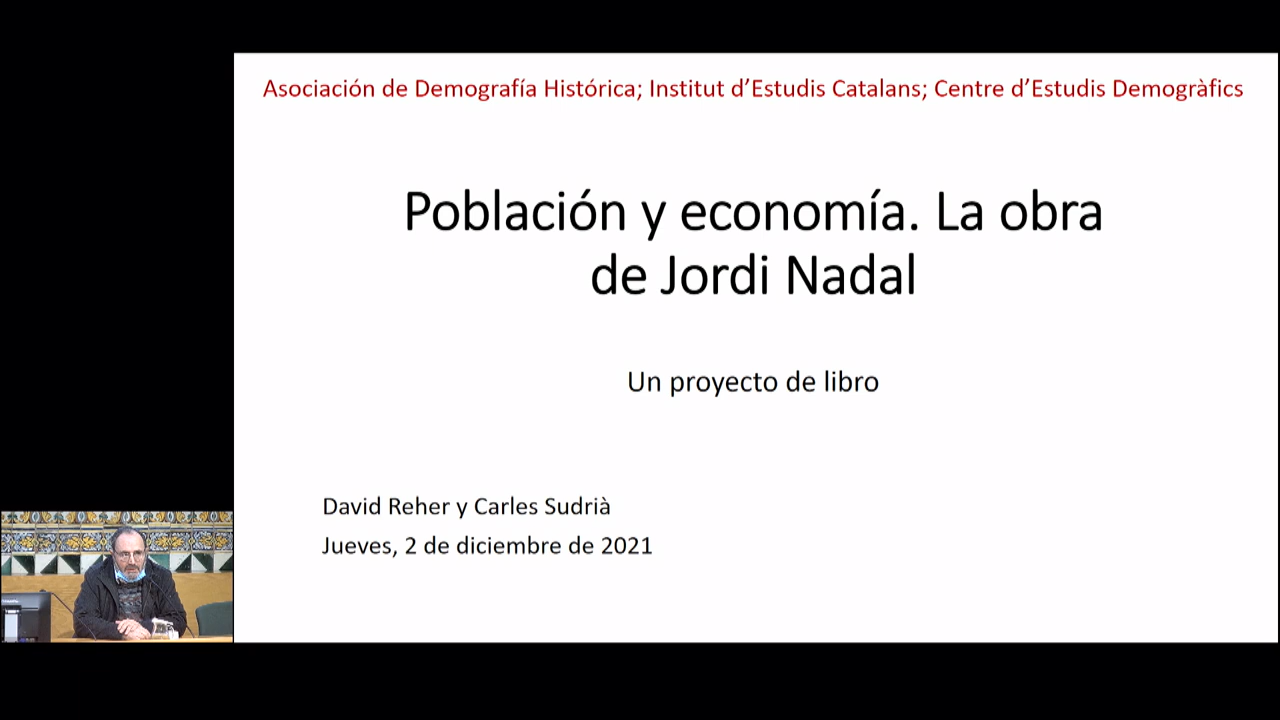 Asociación de Demografía Histórica; Institut d’Estudis Catalans; Centre d’Estudis Demogràfics
Población y economía. La obra
de Jordi Nadal
Un proyecto de libro
David Reher y Carles Sudrià
Jueves, 2 de diciembre de 2021